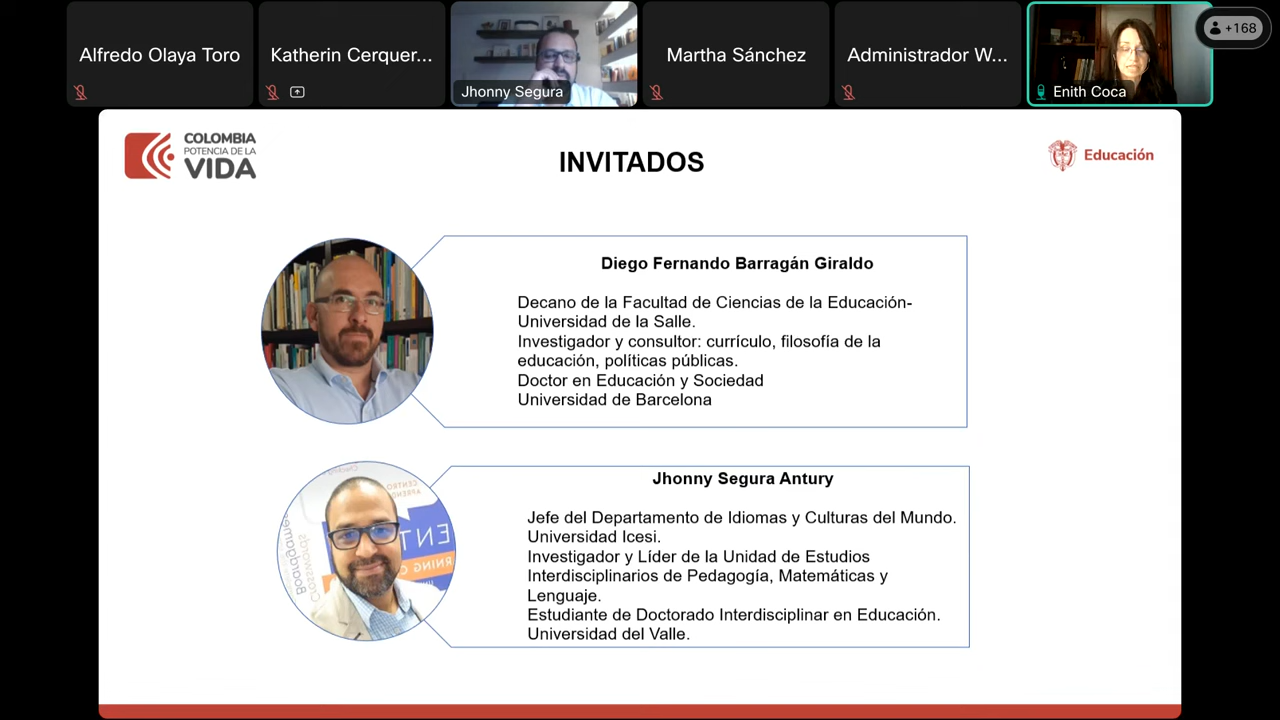 Alfredo Olaya Toro
Katherin Cerquer...
Jhonny Segura
Martha Sánchez
Administrador W...
Enith Coca
+168
COLOMBIA
POTENCIA DE LA
VIDA
INVITADOS
Educación
Diego Fernando Barragán Giraldo
Decano de la Facultad de Ciencias de la Educación-
Universidad de la Salle.
Investigador y consultor: currículo, filosofía de la
educación, políticas públicas.
Doctor en Educación y Sociedad
Universidad de Barcelona
Jhonny Segura Antury
Jefe del Departamento de Idiomas y Culturas del Mundo.
Universidad Icesi.
Investigador y Líder de la Unidad de Estudios
Interdisciplinarios de Pedagogía, Matemáticas y
Lenguaje.
Estudiante de Doctorado Interdisciplinar en Educación.
Universidad del Valle.
Boardgame
Crosswords